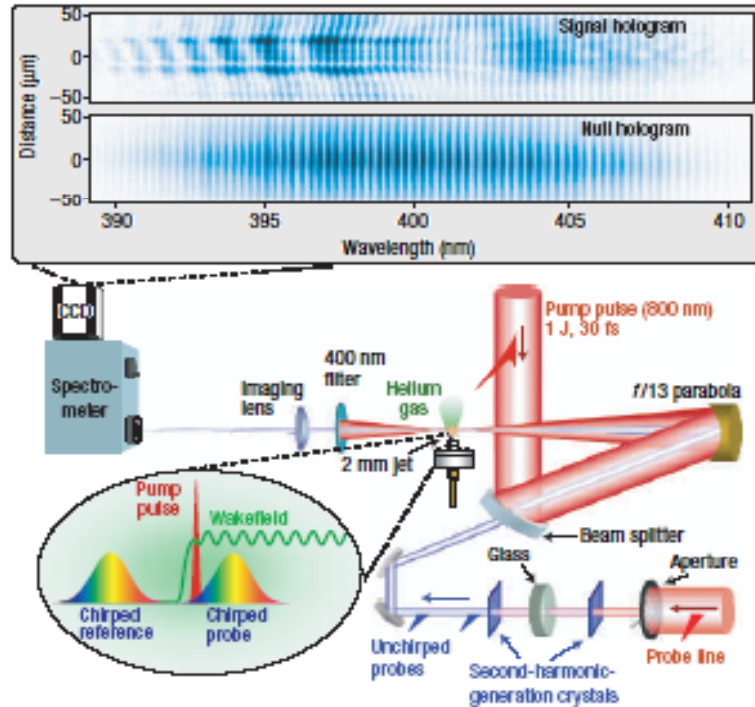 50
Signal hologram
0
−50
50
Null hologram
0
−50
Distance (µm)
390
395
400
405
410
Wavelength (nm)
CCD
Spectro-
meter
Imaging
lens
400 nm
filter
Helium
gas
2 mm jet
Pump pulse (800 nm)
1 J, 30 fs
f/13 parabola
Beam splitter
Pump
pulse
Wakefield
Chirped
reference
Chirped
probe
Glass
Aperture
Unchirped
probes
Second-harmonic-
generation crystals
Probe line